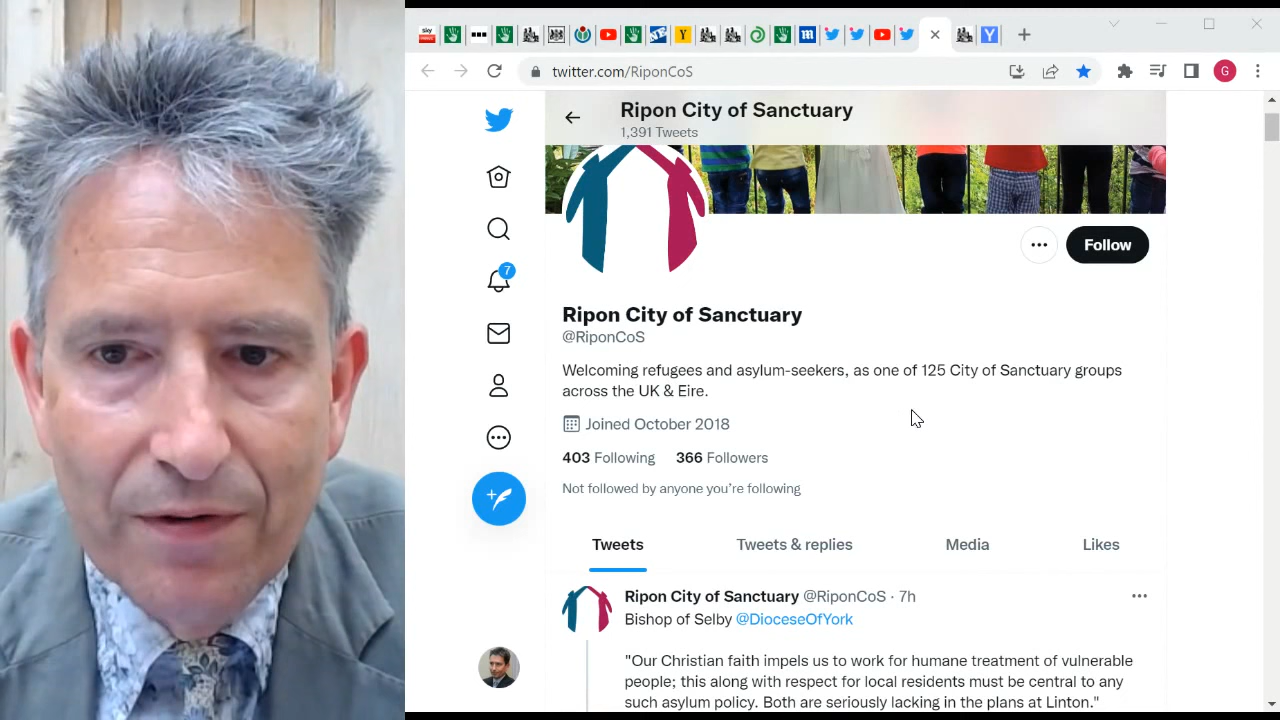 sky
twitter.com/RiponCoS
G
Ripon City of Sanctuary
1,391 Tweets
7
Follow
Ripon City of Sanctuary
@RiponCoS
Welcoming refugees and asylum-seekers, as one of 125 City of Sanctuary groups
across the UK & Eire.
Joined October 2018
403 Following 366 Followers
Not followed by anyone you’re following
Tweets Tweets & replies Media Likes
Ripon City of Sanctuary @RiponCoS · 7h
Bishop of Selby @DioceseOfYork
"Our Christian faith impels us to work for humane treatment of vulnerable
people; this along with respect for local residents must be central to any
such asylum policy. Both are seriously lacking in the plans at Linton."